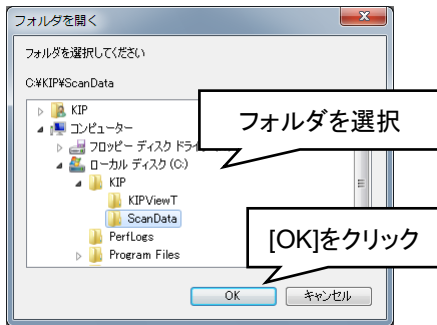 フォルダを開く
フォルダを選択してください
C:¥KIP¥ScanData
KIP
コンピューター
フロッピー ディスク ドラ
ローカル ディスク (C:)
KIP
KIPViewT
ScanData
PerfLogs
Program Files
フォルダを選択
[OK]をクリック
OK
キャンセル